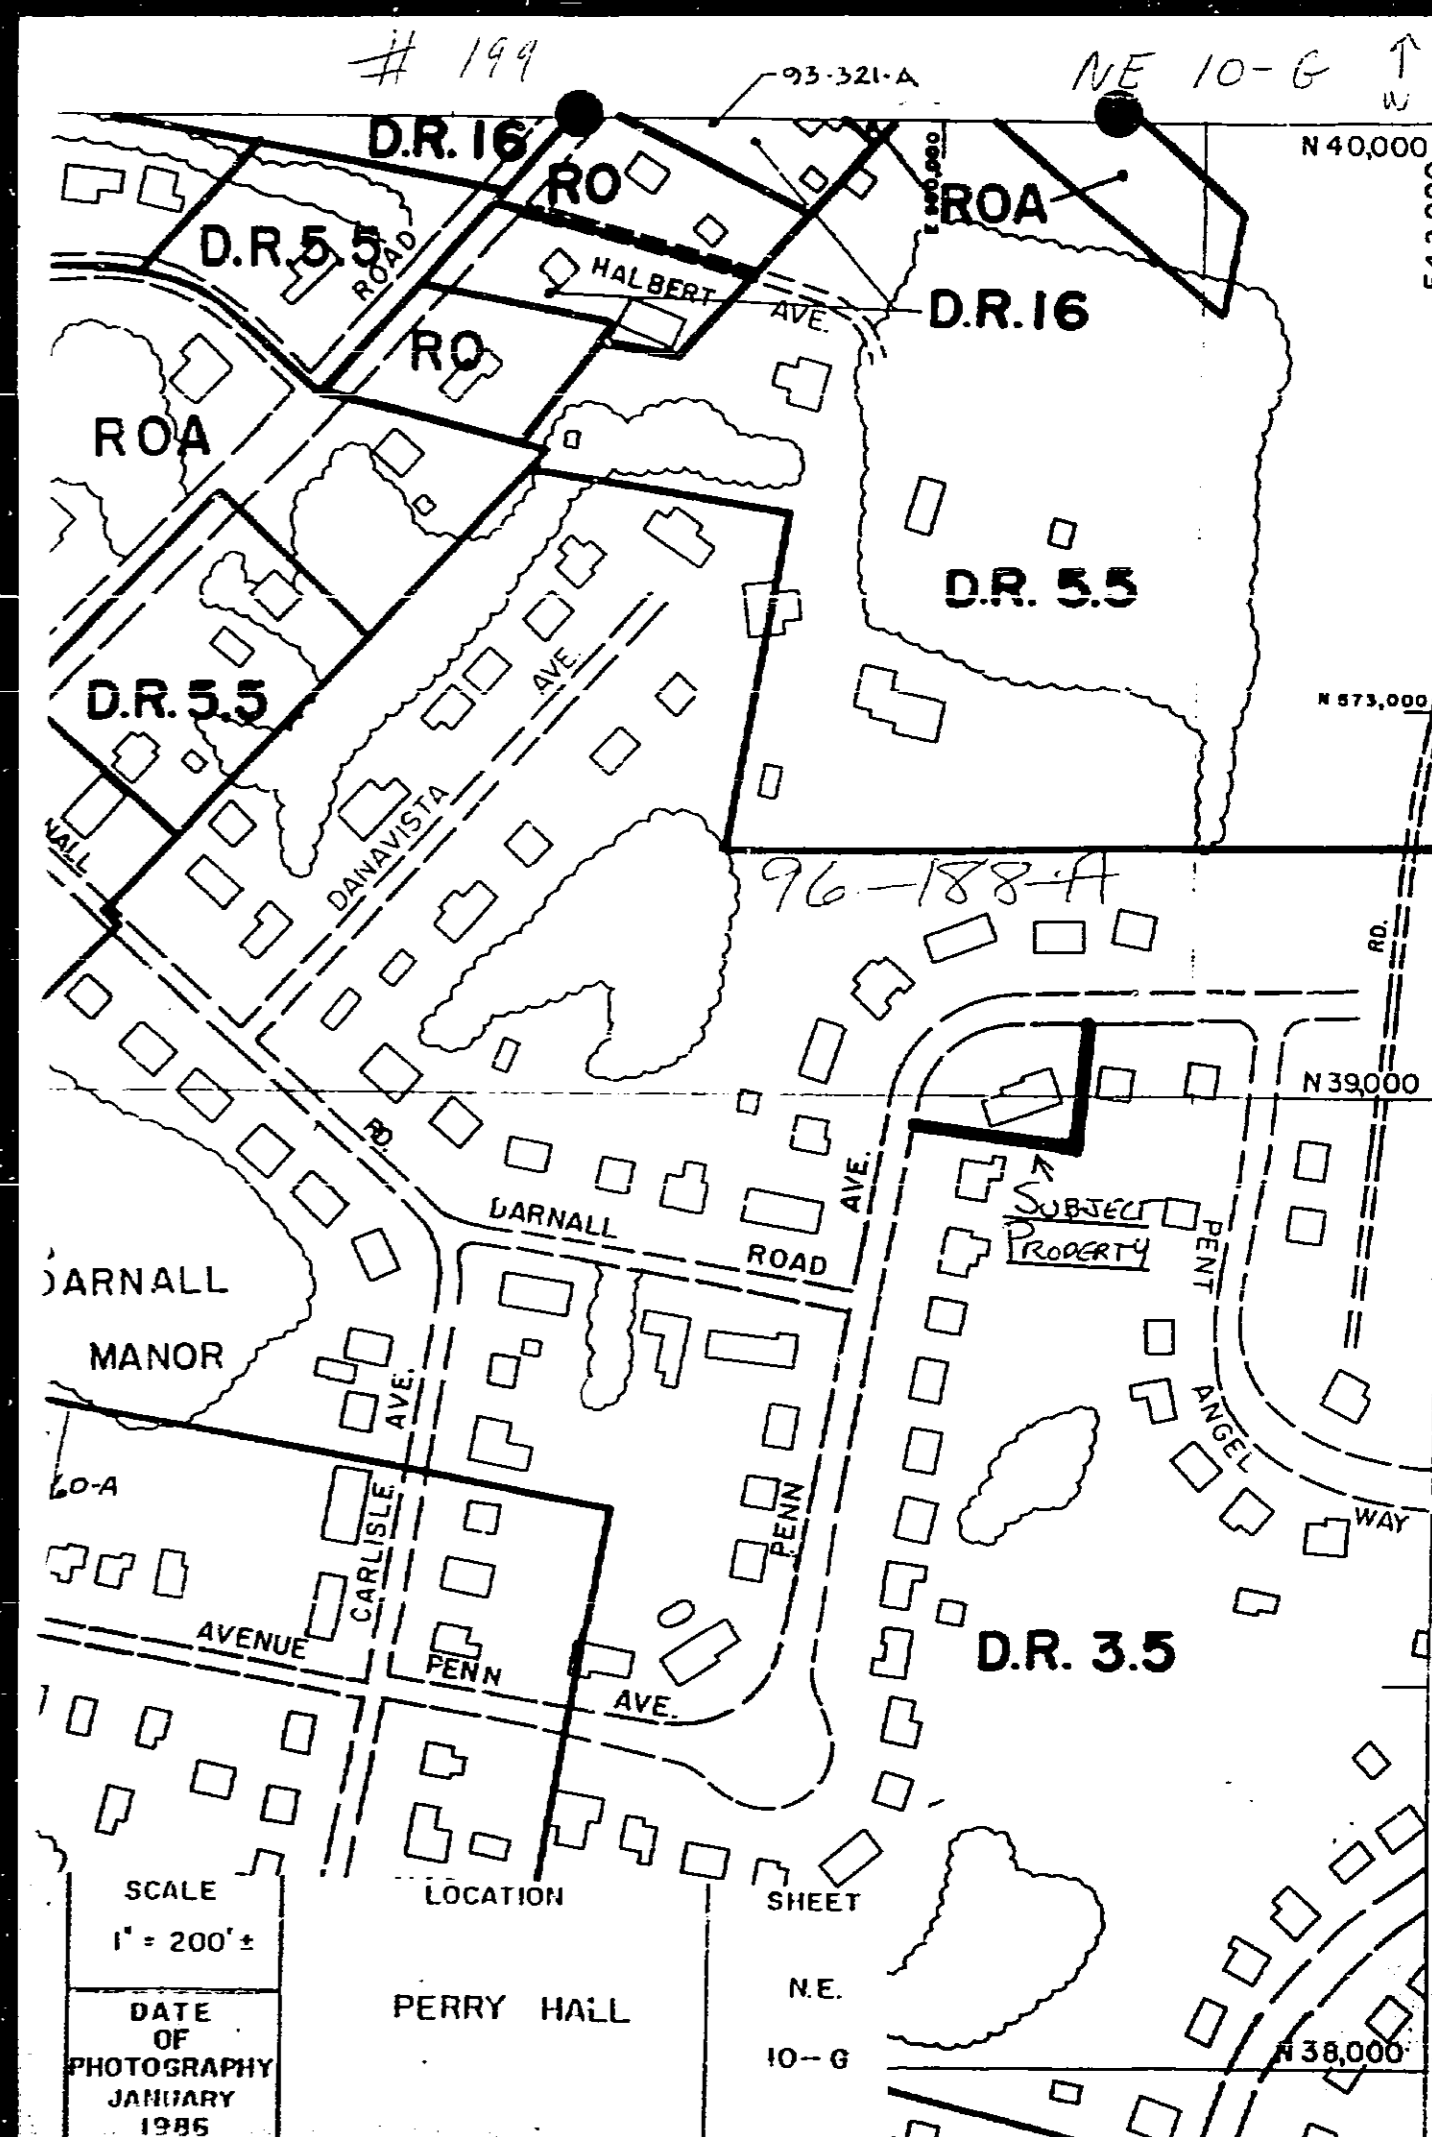 # 199
NE 10-G
N
93-321-A
D.R. 16
N 40,000
RO
ROA
D.R. 5.5
ROAD
HALBERT
AVE.
D.R. 16
RO
ROA
D.R. 5.5
AVE.
D.R. 5.5
N 573,000
DANAVISTA
96-188-A
RD.
N 39,000
RD.
AVE.
SUBJECT
PROPERTY
DARNALL
ROAD
PENT
ARNALL
MANOR
AVE.
ANGEL
60-A
CARLISLE
PENN
WAY
AVENUE
PENN
AVE.
D.R. 3.5
SCALE
1" = 200' ±
LOCATION
SHEET
DATE
OF
PHOTOGRAPHY
JANUARY
1986
PERRY HALL
N.E.
10-G
N 38,000